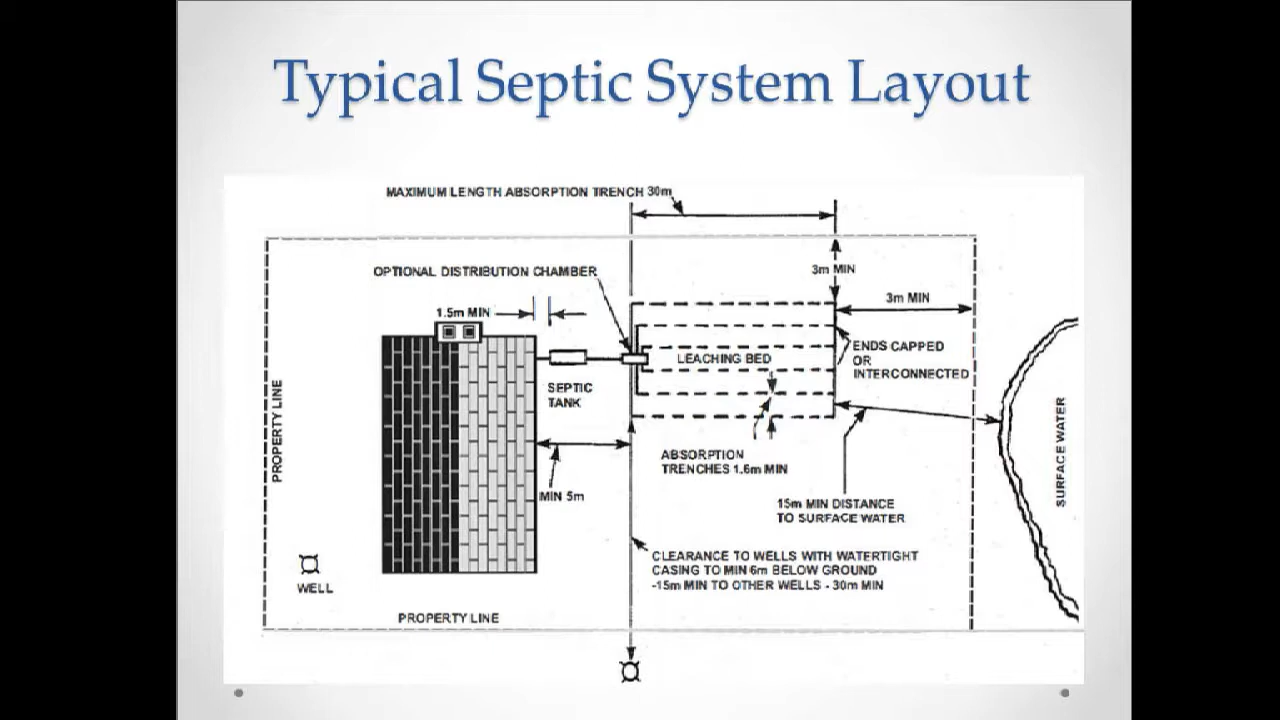 Typical Septic System Layout
MAXIMUM LENGTH ABSORPTION TRENCH 30m
OPTIONAL DISTRIBUTION CHAMBER
3m MIN
3m MIN
1.5m MIN
LEACHING BED
ENDS CAPPED
OR
INTERCONNECTED
SEPTIC
TANK
PROPERTY LINE
SURFACE WATER
ABSORPTION
TRENCHES 1.6m MIN
MIN 5m
15m MIN DISTANCE
TO SURFACE WATER
CLEARANCE TO WELLS WITH WATERTIGHT
CASING TO MIN 6m BELOW GROUND
-15m MIN TO OTHER WELLS - 30m MIN
WELL
PROPERTY LINE